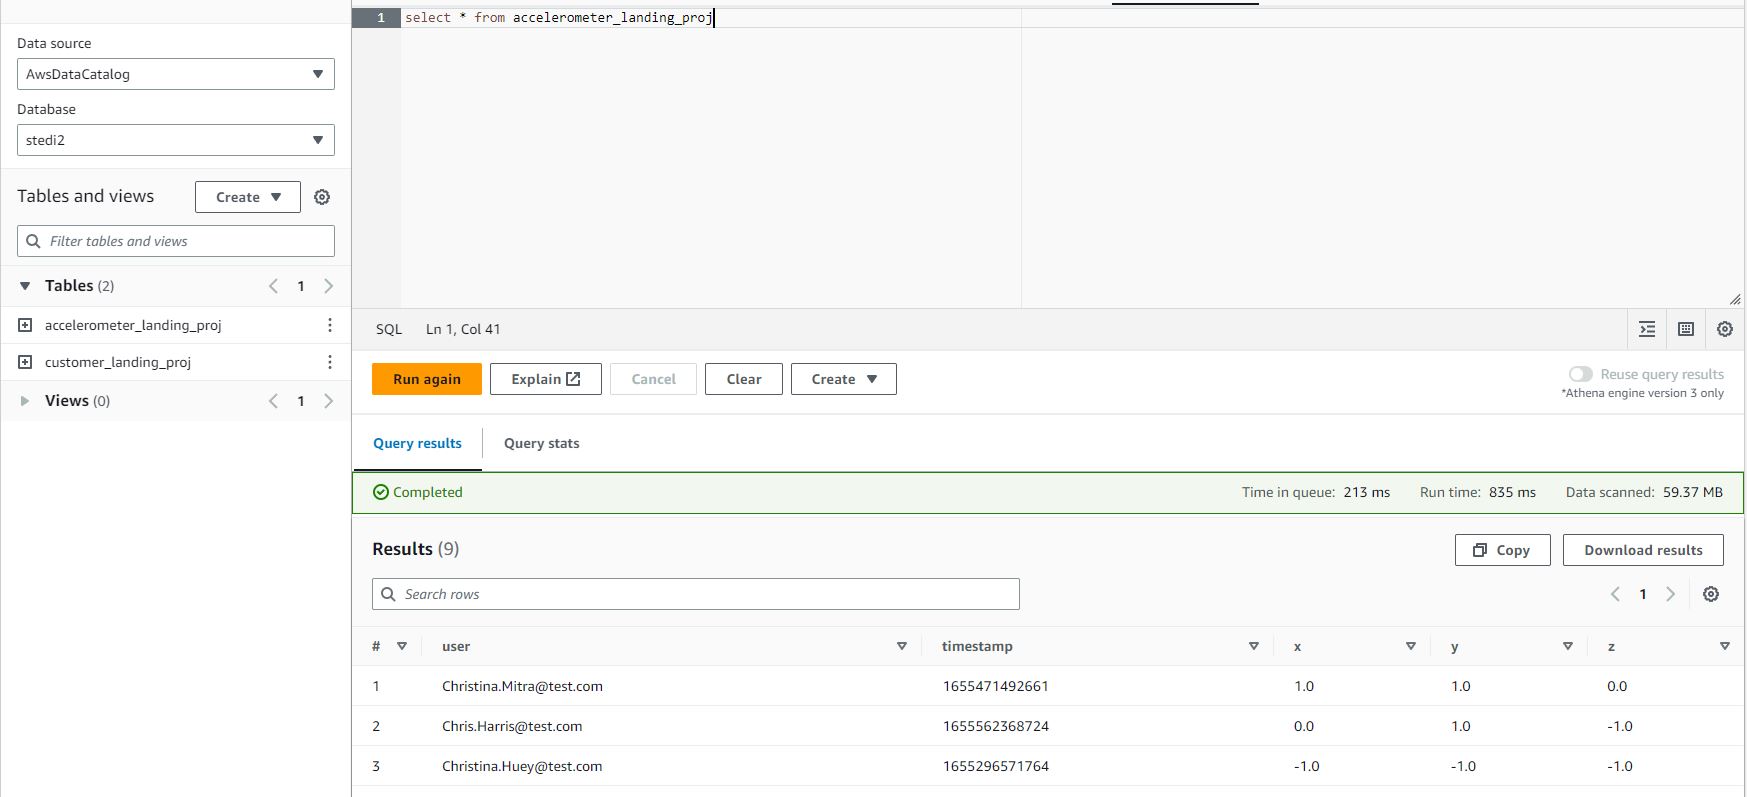 Data source
AwsDataCatalog
Database
stedi2
Tables and views
Create
Filter tables and views
Tables (2)
1
accelerometer_landing_proj
customer_landing_proj
Views (0)
1
1 select * from accelerometer_landing_proj
SQL Ln 1, Col 41
Run again Explain Cancel Clear Create
Reuse query results
*Athena engine version 3 only
Query results Query stats
Completed Time in queue: 213 ms Run time: 835 ms Data scanned: 59.37 MB
Results (9) Copy Download results
Search rows 1
# user timestamp x y z
1 Christina.Mitra@test.com 1655471492661 1.0 1.0 0.0
2 Chris.Harris@test.com 1655562368724 0.0 1.0 -1.0
3 Christina.Huey@test.com 1655296571764 -1.0 -1.0 -1.0